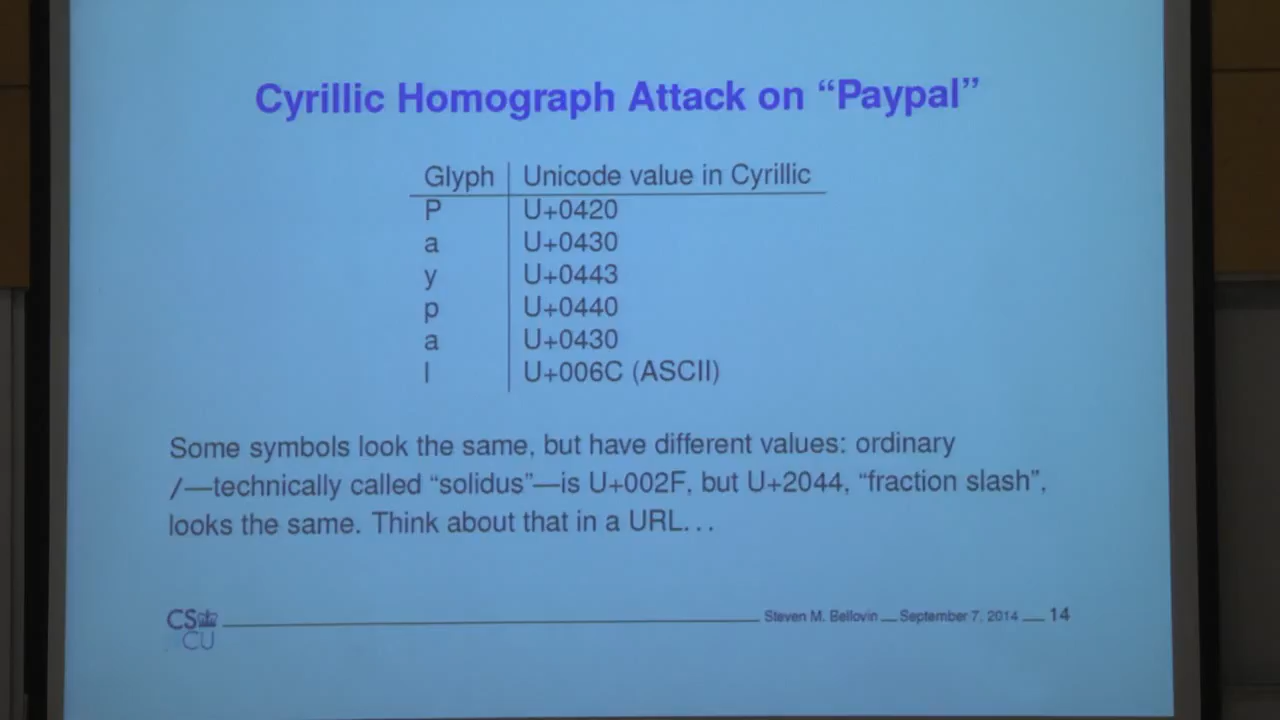 Cyrillic Homograph Attack on “Paypal”
Glyph Unicode value in Cyrillic
P U+0420
a U+0430
y U+0443
p U+0440
a U+0430
l U+006C (ASCII)
Some symbols look the same, but have different values: ordinary
/—technically called “solidus”—is U+002F, but U+2044, “fraction slash”,
looks the same. Think about that in a URL...
CS
CU
Steven M. Bellovin — September 7, 2014 — 14